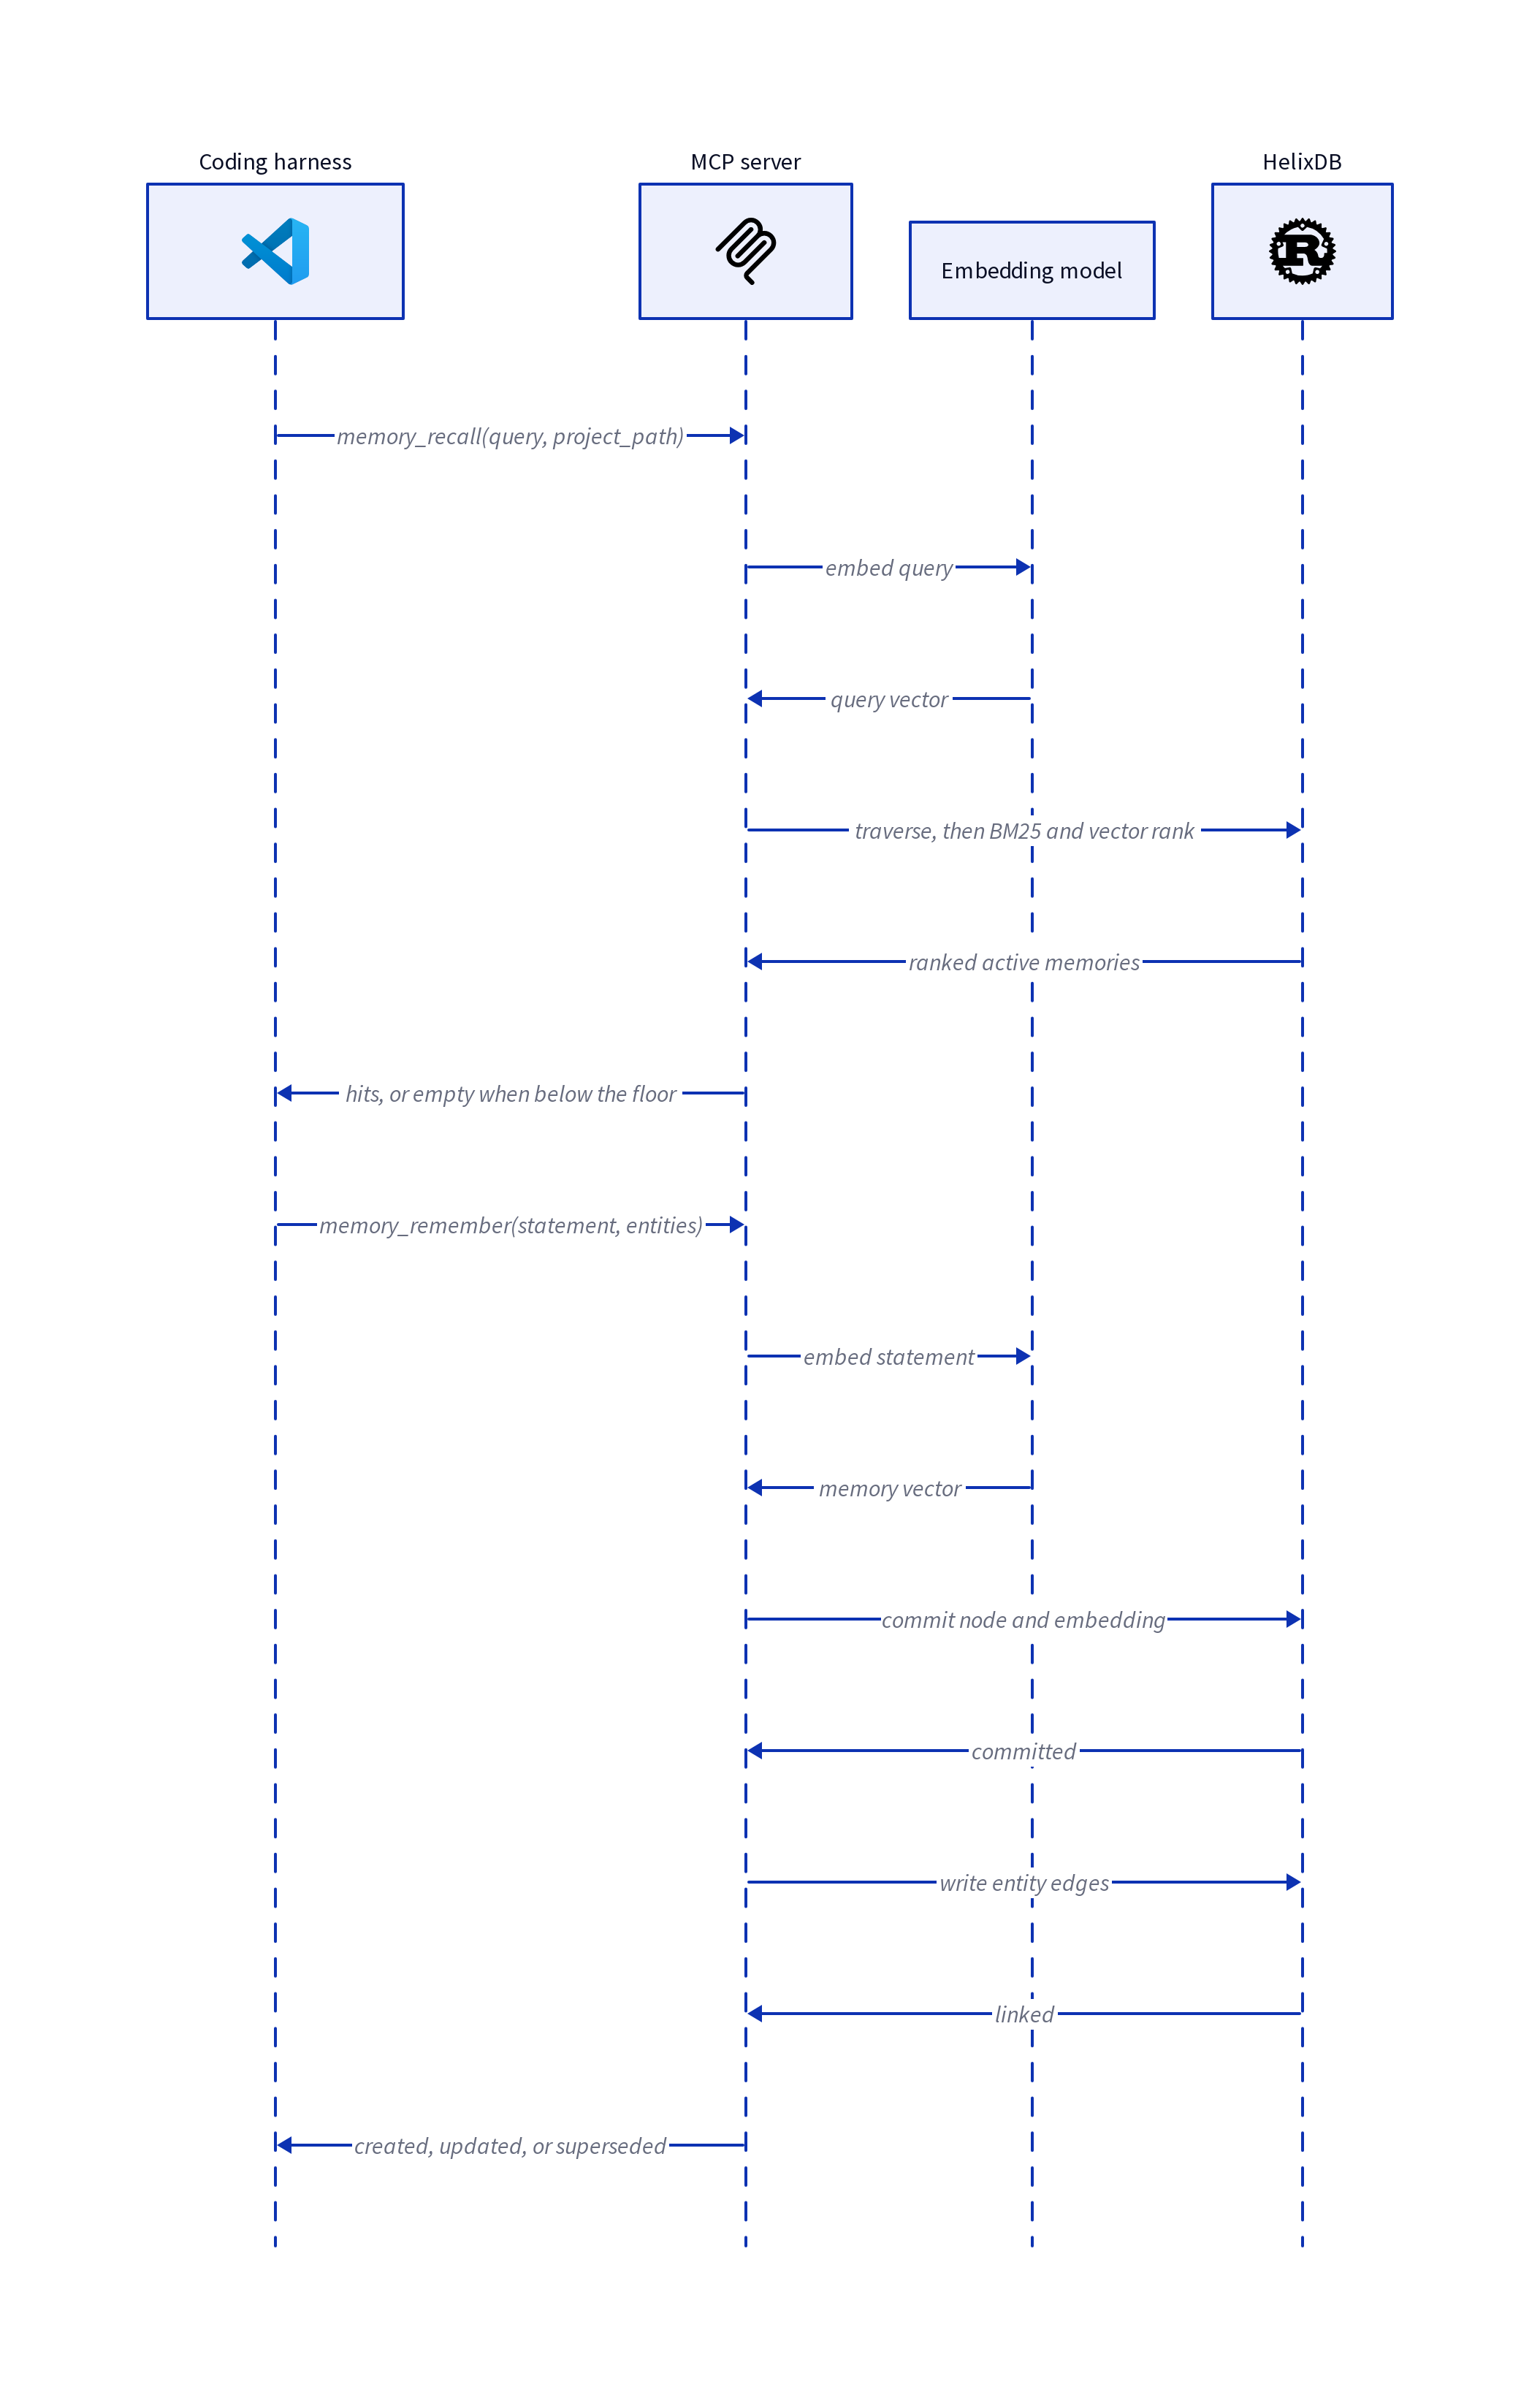 Coding harness
MCP server
HelixDB
Embedding model
memory_recall(query, project_path)
embed query
query vector
traverse, then BM25 and vector rank
ranked active memories
hits, or empty when below the floor
memory_remember(statement, entities)
embed statement
memory vector
commit node and embedding
committed
write entity edges
linked
created, updated, or superseded